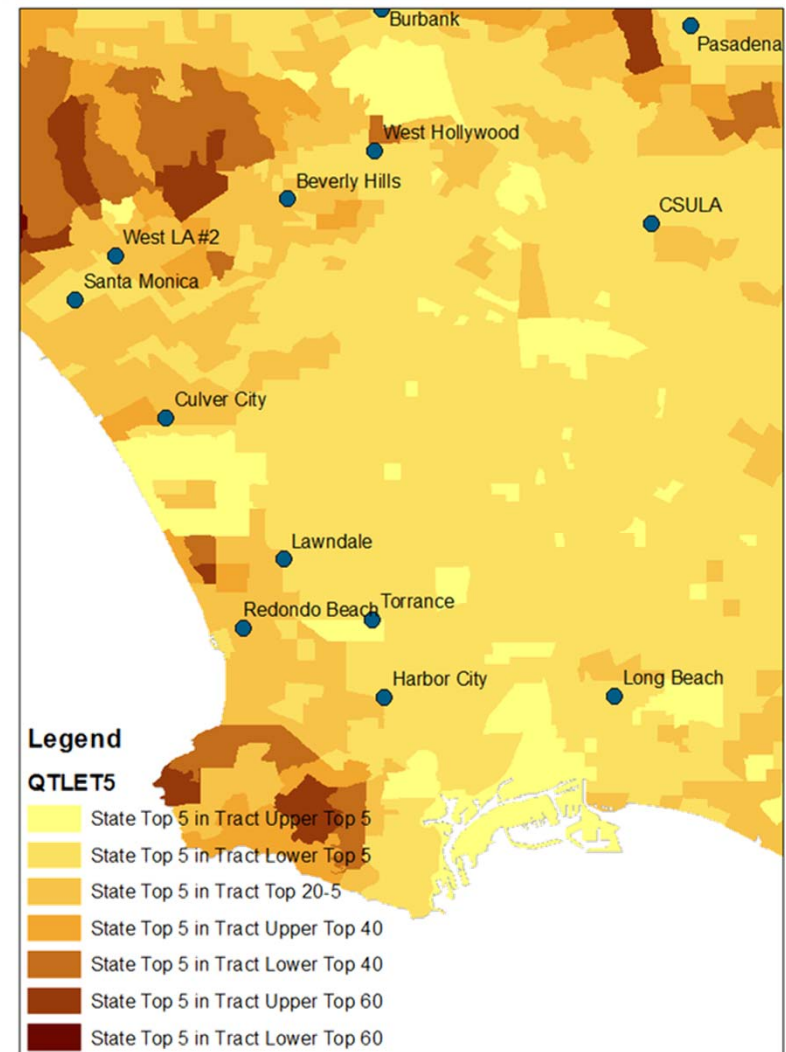 Burbank
Pasadena
West Hollywood
Beverly Hills
CSULA
West LA #2
Santa Monica
Culver City
Lawndale
Redondo Beach
Torrance
Harbor City
Long Beach
Legend
QTLET5
State Top 5 in Tract Upper Top 5
State Top 5 in Tract Lower Top 5
State Top 5 in Tract Top 20-5
State Top 5 in Tract Upper Top 40
State Top 5 in Tract Lower Top 40
State Top 5 in Tract Upper Top 60
State Top 5 in Tract Lower Top 60